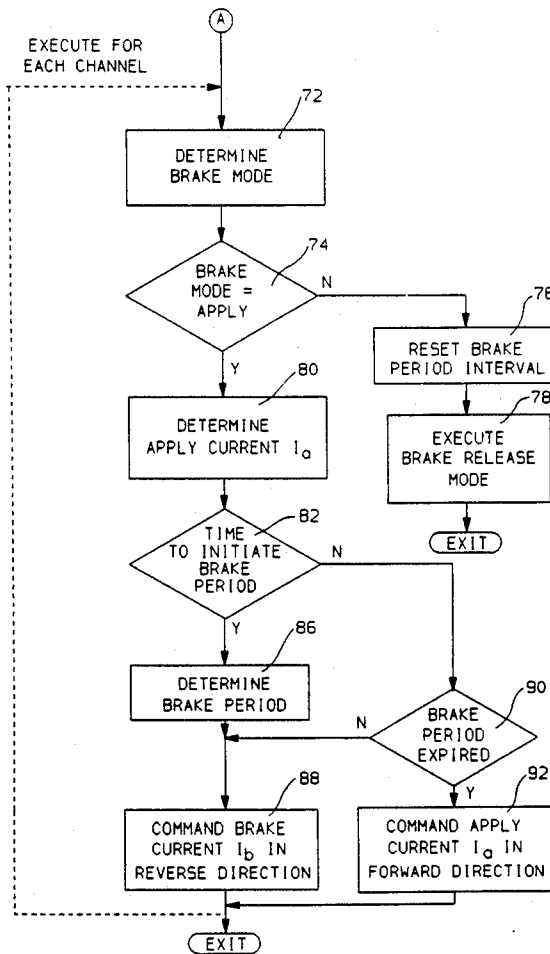 A
EXECUTE FOR
EACH CHANNEL
72
DETERMINE
BRAKE MODE
74
BRAKE
MODE =
APPLY
N
Y
76
RESET BRAKE
PERIOD INTERVAL
78
EXECUTE
BRAKE RELEASE
MODE
EXIT
80
DETERMINE
APPLY CURRENT Ia
82
TIME
TO INITIATE
BRAKE
PERIOD
N
Y
86
DETERMINE
BRAKE PERIOD
90
BRAKE
PERIOD
EXPIRED
N
Y
88
COMMAND BRAKE
CURRENT Ib IN
REVERSE DIRECTION
92
COMMAND APPLY
CURRENT Ia IN
FORWARD DIRECTION
EXIT